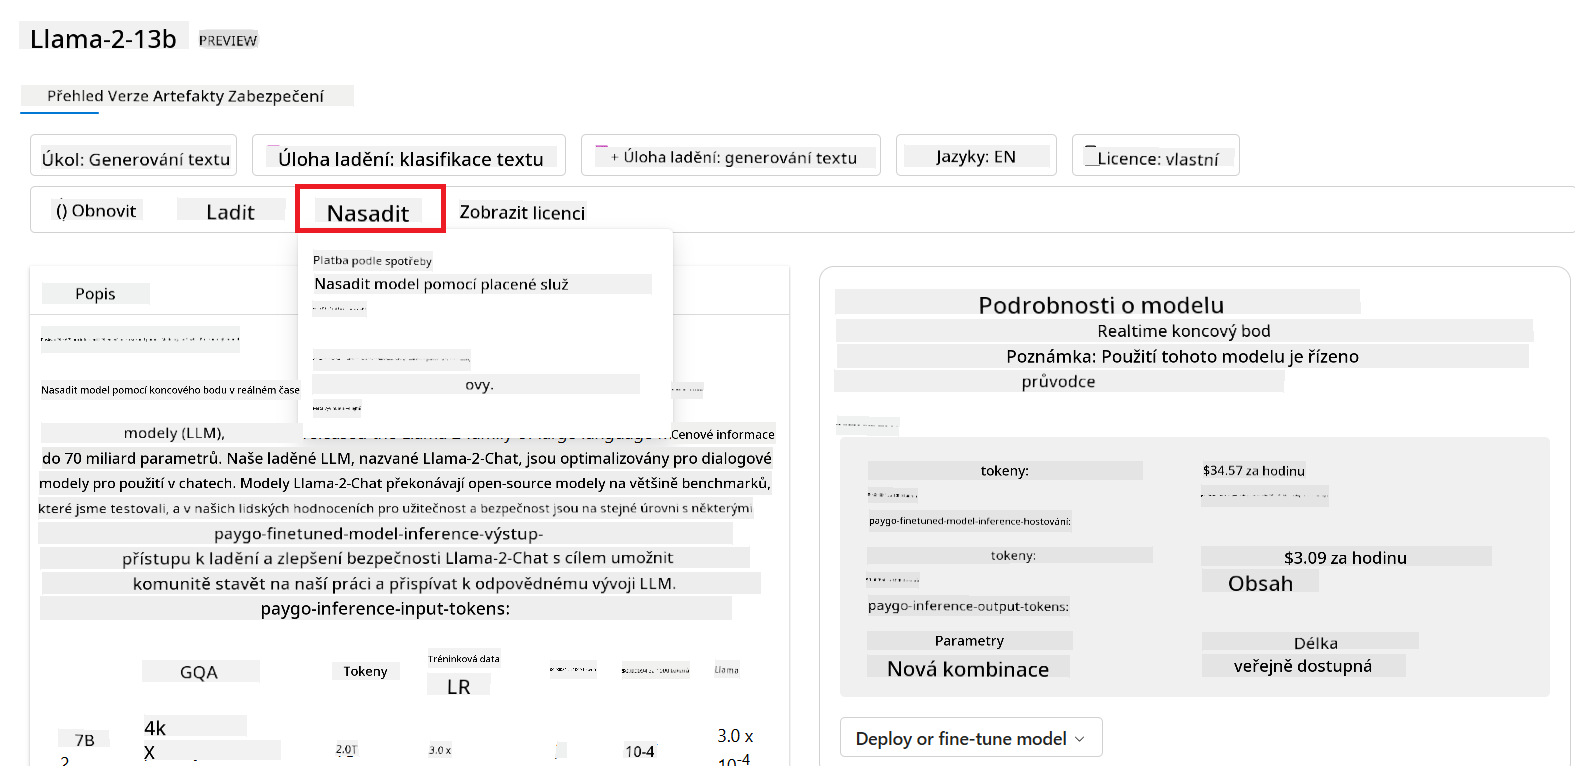 Llama-2-13b PREVIEW
Přehled Verze Artefakty Zabezpečení
Úkol: Generování textu
Úloha ladění: klasifikace textu
+ Úloha ladění: generování textu
Jazyky: EN
Licence: vlastní
() Obnovit
Ladit
Nasadit
Zobrazit licenci
Platba podle spotřeby
Nasadit model pomocí placené služ
ovy.
Popis
Nasadit model pomocí koncového bodu v reálném čase
modely (LLM),
Cenové informace
do 70 miliard parametrů. Naše laděné LLM, nazvané Llama-2-Chat, jsou optimalizovány pro dialogové
modely pro použití v chatech. Modely Llama-2-Chat překonávají open-source modely na většině benchmarků,
které jsme testovali, a v našich lidských hodnoceních pro užitečnost a bezpečnost jsou na stejné úrovni s některými
paygo-finetuned-model-inference-výstup-
přístupu k ladění a zlepšení bezpečnosti Llama-2-Chat s cílem umožnit
komunitě stavět na naší práci a přispívat k odpovědnému vývoji LLM.
paygo-inference-input-tokens:
GQA
Tokeny
Tréninková data
LR
Llama
7B
4k
X
2.0T
3.0 x
10-4
3.0 x
10-4
2
Podrobnosti o modelu
Realtime koncový bod
Poznámka: Použití tohoto modelu je řízeno
průvodce
tokeny:
$34.57 za hodinu
paygo-finetuned-model-inference-hostování:
tokeny:
$3.09 za hodinu
Obsah
paygo-inference-output-tokens:
Parametry
Délka
Nová kombinace
veřejně dostupná
Deploy or fine-tune model